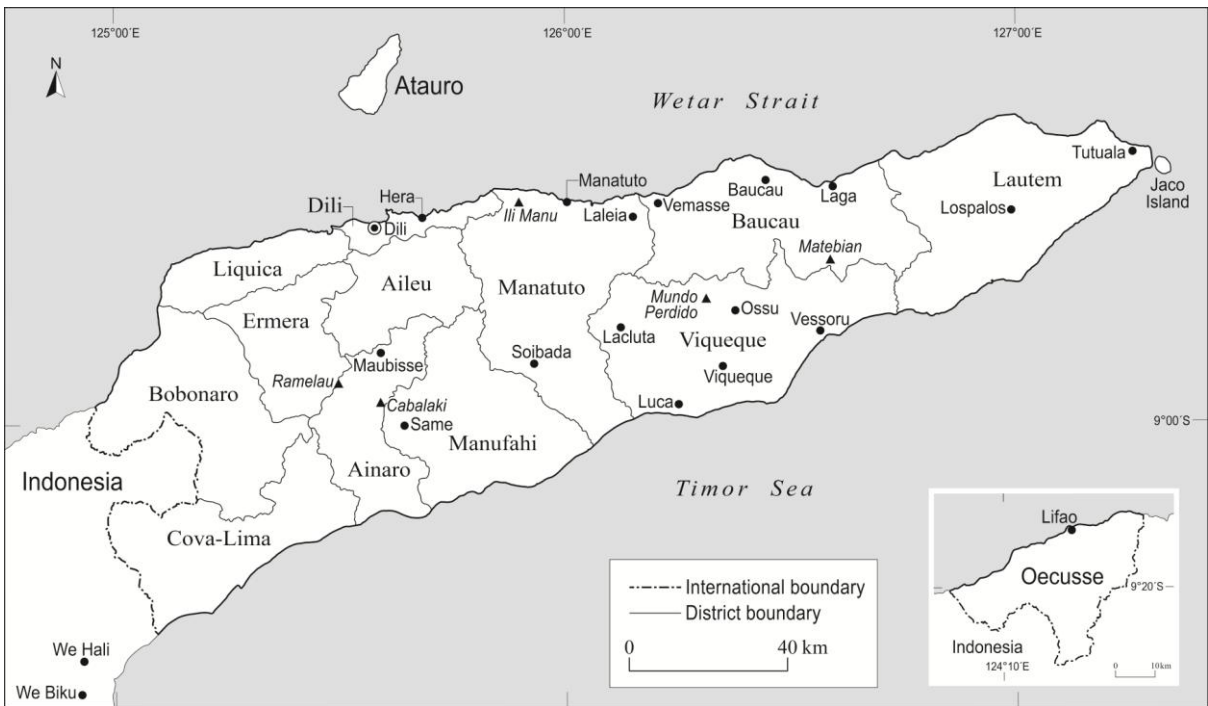 125°00´E
126°00´E
127°00´E
N
Atauro
Wetar Strait
Tutuala
Jaco
Island
Lautem
Lospalos
Manatuto
Hera
Dili
Dili
Ili Manu
Laleia
Vemasse
Baucau
Laga
Baucau
Matebian
Liquica
Aileu
Manatuto
Ermera
Mundo
Perdido
Ossu
Vessoru
Lacluta
Viqueque
Maubisse
Soibada
Viqueque
Ramelau
Bobonaro
Cabalaki
Luca
Same
Manufahi
9°00´S
Ainaro
Indonesia
Timor Sea
Cova-Lima
International boundary
District boundary
0
40 km
We Hali
We Biku
Lifao
Oecusse
9°20´S
Indonesia
124°10´E
0
10km